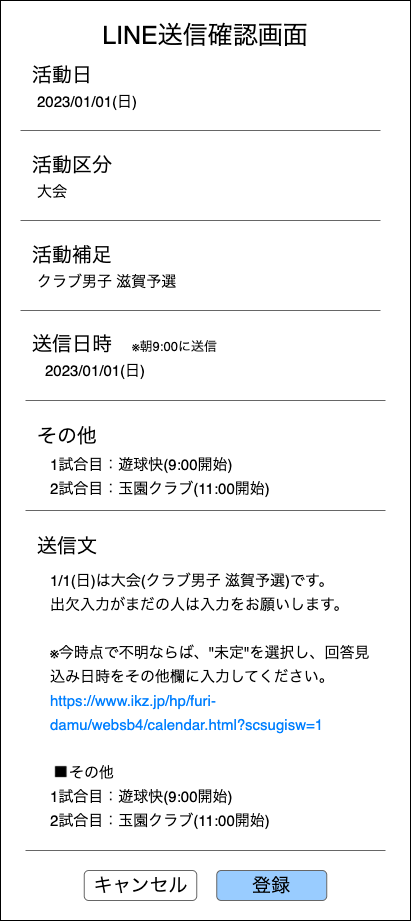 LINE送信確認画面
活動日
2023/01/01(日)
活動区分
大会
活動補足
クラブ男子 滋賀予選
送信日時 ※朝9:00に送信
2023/01/01(日)
その他
1試合目：遊球快(9:00開始)
2試合目：玉園クラブ(11:00開始)
送信文
1/1(日)は大会(クラブ男子 滋賀予選)です。
出欠入力がまだの人は入力をお願いします。
※今時点で不明ならば、"未定"を選択し、回答見
込み日時をその他欄に入力してください。
https://www.ikz.jp/hp/furi-
damu/websb4/calendar.html?scsugisw=1
■その他
1試合目：遊球快(9:00開始)
2試合目：玉園クラブ(11:00開始)
キャンセル 登録